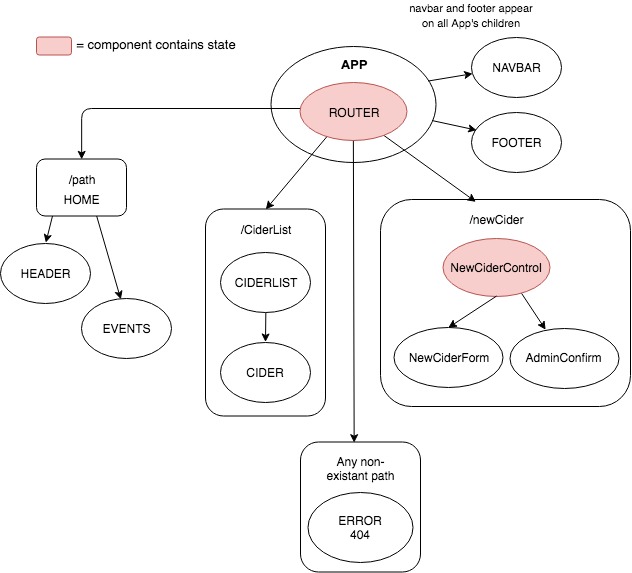 navbar and footer appear
on all App's children
= component contains state
APP
ROUTER
NAVBAR
FOOTER
/path
HOME
HEADER
EVENTS
/CiderList
CIDERLIST
CIDER
/newCider
NewCiderControl
NewCiderForm
AdminConfirm
Any non-
existant path
ERROR
404